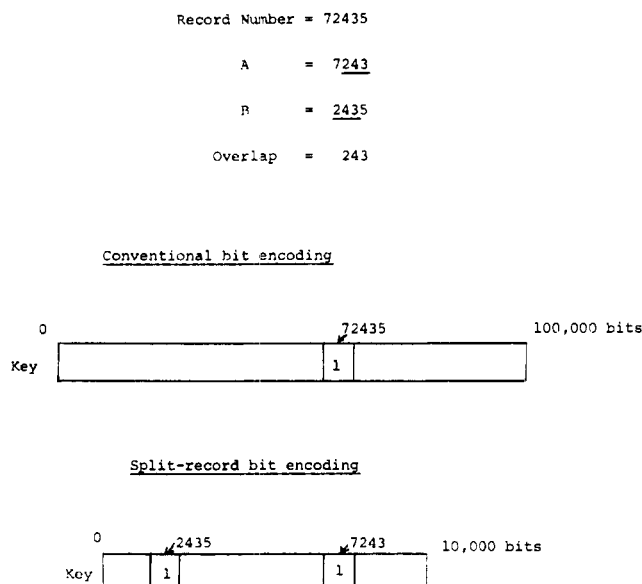 Record Number = 72435
A = 7243
B = 2435
Overlap = 243
Conventional bit encoding
0 72435 100,000 bits
Key 1
Split-record bit encoding
0 2435 7243 10,000 bits
Key 1 1